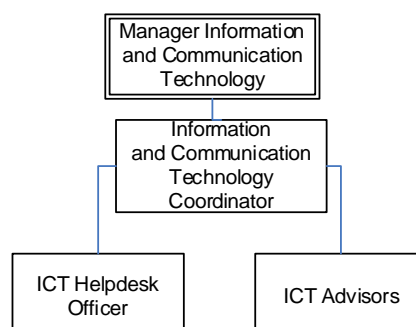 Manager Information
and Communication
Technology
Information
and Communication
Technology
Coordinator
ICT Helpdesk
Officer
ICT Advisors